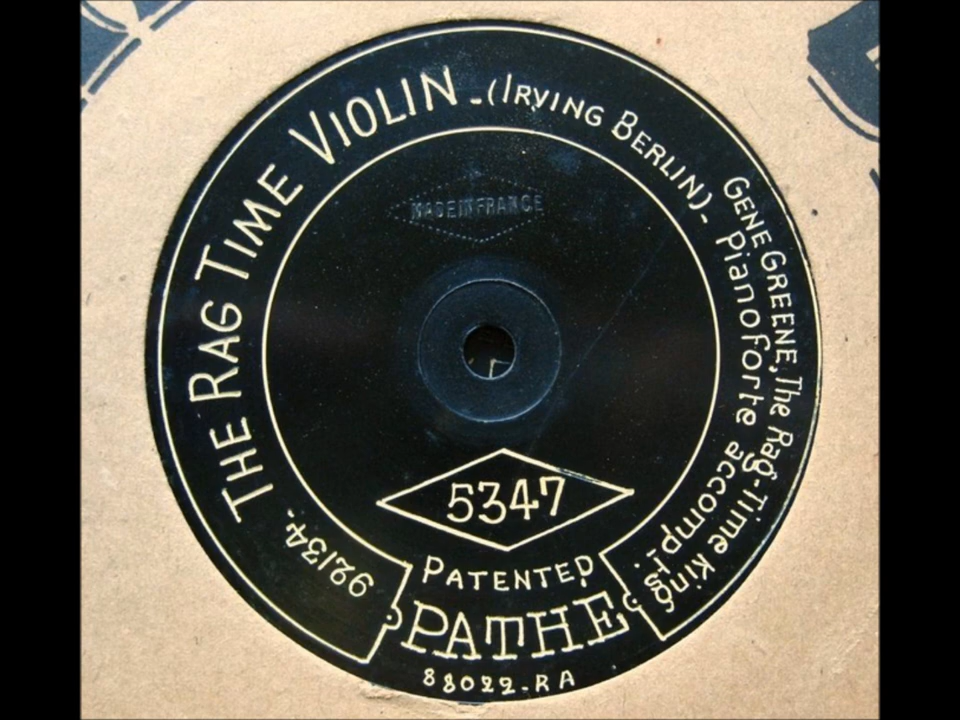 THE RAG TIME VIOLIN - (IRVING BERLIN) -
GENE GREENE, The Rag-Time King
Pianoforte accompt.
MADE IN FRANCE
5347
PATENTED
PATHE
88022-RA
92134.